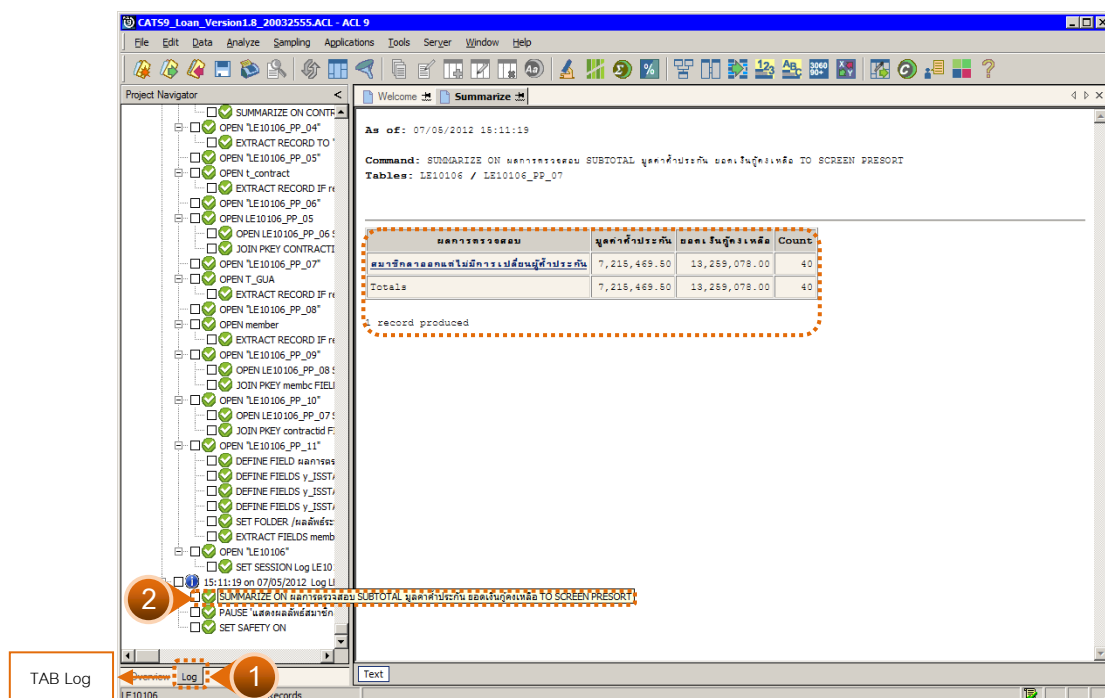 CATS9_Loan_Version1.8_20032555.ACL - ACL 9
File Edit Data Analyze Sampling Applications Tools Server Window Help
Project Navigator <
Welcome Summarize
SUMMARIZE ON CONTR
OPEN "LE10106_PP_04"
EXTRACT RECORD TO "
OPEN "LE10106_PP_05"
OPEN t_contract
EXTRACT RECORD IF re
OPEN "LE10106_PP_06"
OPEN LE10106_PP_05
OPEN LE10106_PP_06 S
JOIN PKEY CONTRACTI
OPEN "LE10106_PP_07"
OPEN T_GUA
EXTRACT RECORD IF re
OPEN "LE10106_PP_08"
OPEN member
EXTRACT RECORD IF re
OPEN "LE10106_PP_09"
OPEN LE10106_PP_08 S
JOIN PKEY membc FIEL
OPEN "LE10106_PP_10"
OPEN LE10106_PP_07 S
JOIN PKEY contractid F
OPEN "LE10106_PP_11"
DEFINE FIELD ผลการตร
DEFINE FIELDS y_ISST
DEFINE FIELDS y_ISST
DEFINE FIELDS y_ISST
SET FOLDER /ผลลัพธ์ระ
EXTRACT FIELDS memb
OPEN "LE10106"
SET SESSION Log LE10
15:11:19 on 07/05/2012 Log L
2
SUMMARIZE ON ผลการตรวจสอบ SUBTOTAL มูลค่าค้ำประกัน ยอดเงินกู้คงเหลือ TO SCREEN PRESORT
PAUSE "แสดงผลลัพธ์สมาชิก
SET SAFETY ON
As of: 07/05/2012 15:11:19
Command: SUMMARIZE ON ผลการตรวจสอบ SUBTOTAL มูลค่าค้ำประกัน ยอดเงินกู้คงเหลือ TO SCREEN PRESORT
Tables: LE10106 / LE10106_PP_07
ผลการตรวจสอบ มูลค่าค้ำประกัน ยอดเงินกู้คงเหลือ Count
สมาชิกลาออกแต่ไม่มีการเปลี่ยนผู้ค้ำประกัน 7,215,469.50 13,259,078.00 40
Totals 7,215,469.50 13,259,078.00 40
1 record produced
TAB Log
Overview Log
1
Text
LE10106 Records